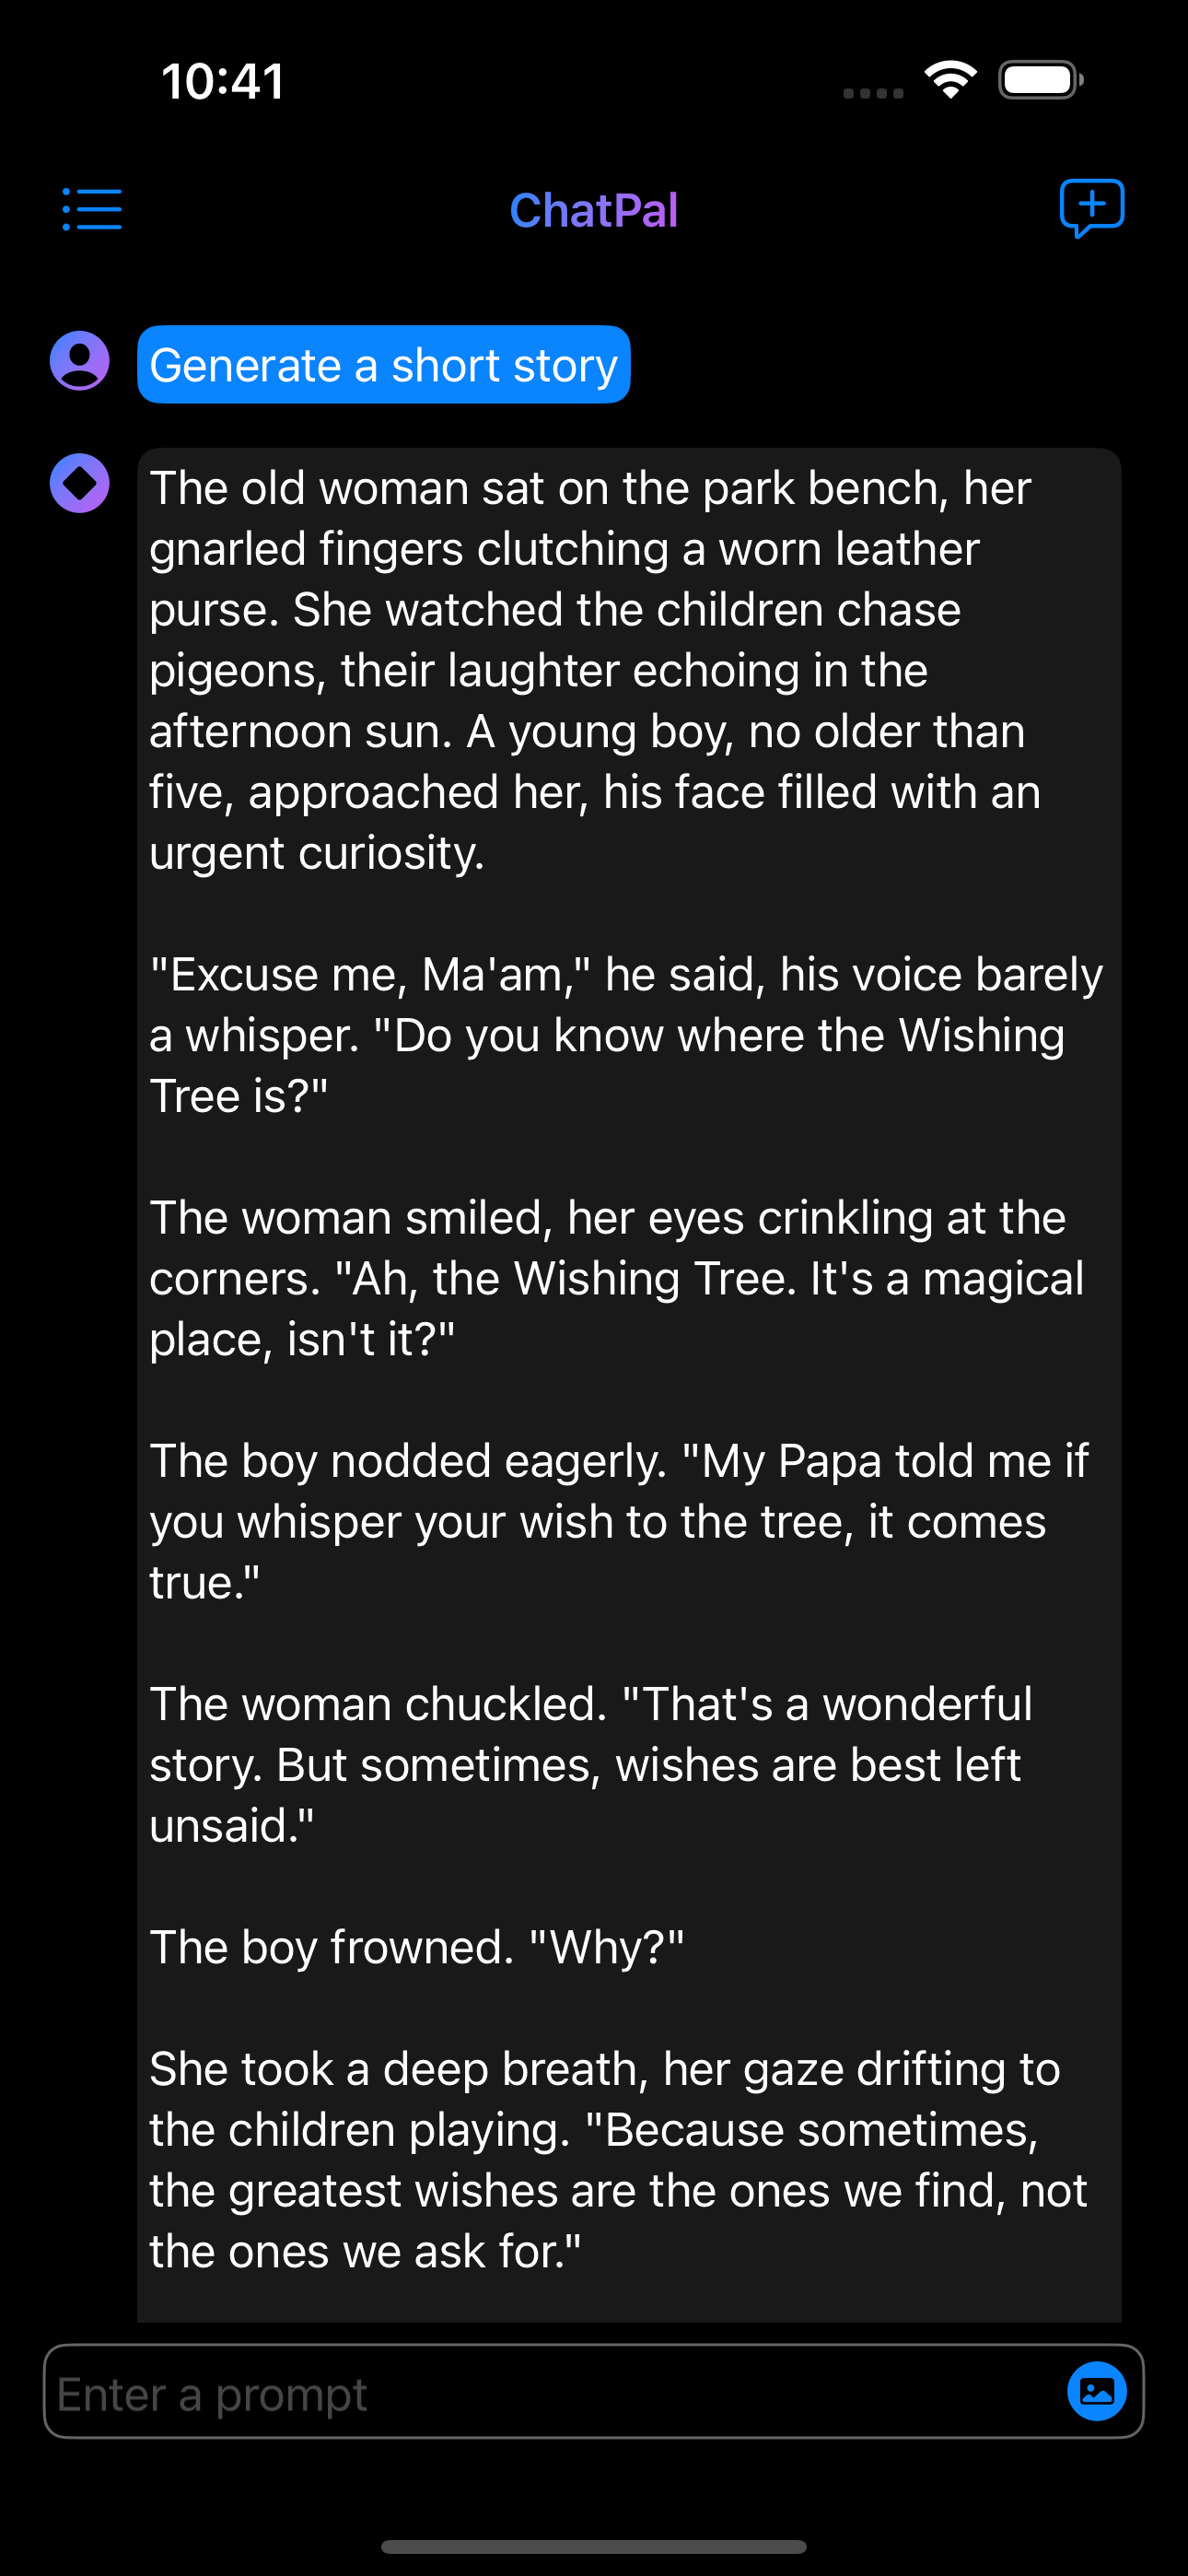 10:41
ChatPal
Generate a short story
The old woman sat on the park bench, her
gnarled fingers clutching a worn leather
purse. She watched the children chase
pigeons, their laughter echoing in the
afternoon sun. A young boy, no older than
five, approached her, his face filled with an
urgent curiosity.
"Excuse me, Ma'am," he said, his voice barely
a whisper. "Do you know where the Wishing
Tree is?"
The woman smiled, her eyes crinkling at the
corners. "Ah, the Wishing Tree. It's a magical
place, isn't it?"
The boy nodded eagerly. "My Papa told me if
you whisper your wish to the tree, it comes
true."
The woman chuckled. "That's a wonderful
story. But sometimes, wishes are best left
unsaid."
The boy frowned. "Why?"
She took a deep breath, her gaze drifting to
the children playing. "Because sometimes,
the greatest wishes are the ones we find, not
the ones we ask for."
Enter a prompt